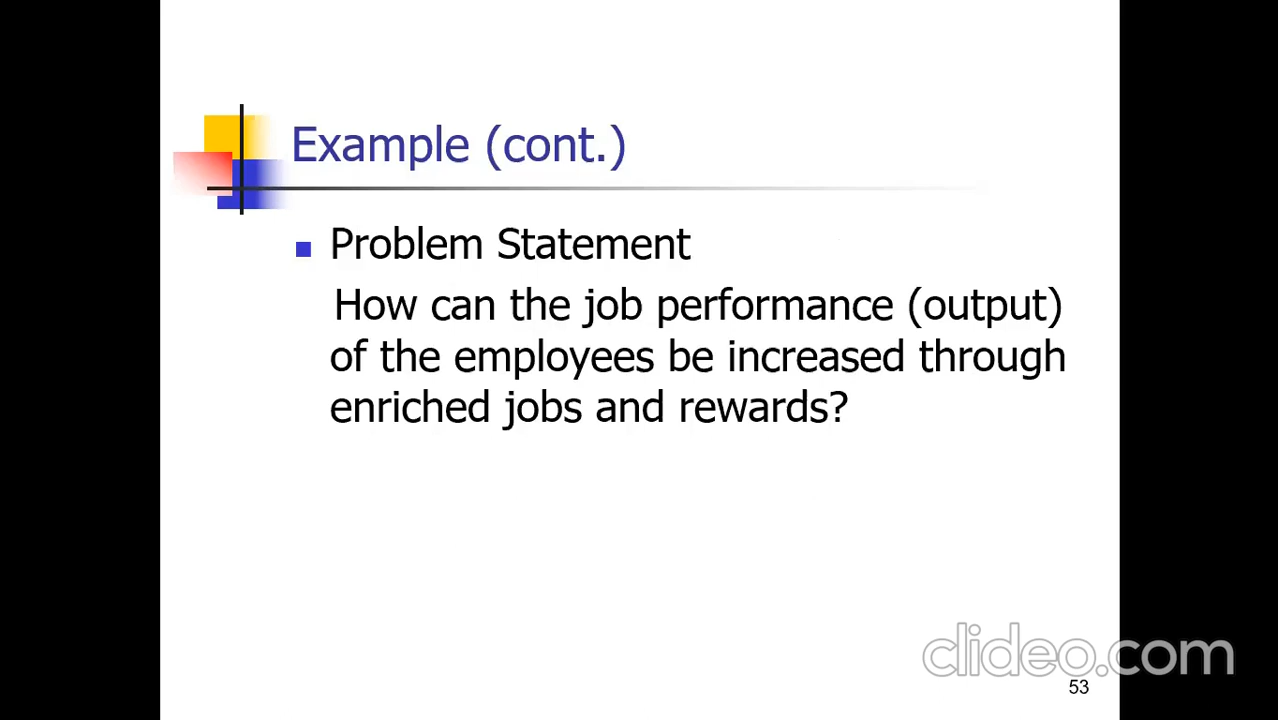 Example (cont.)
Problem Statement
How can the job performance (output)
of the employees be increased through
enriched jobs and rewards?
clideo.com
53